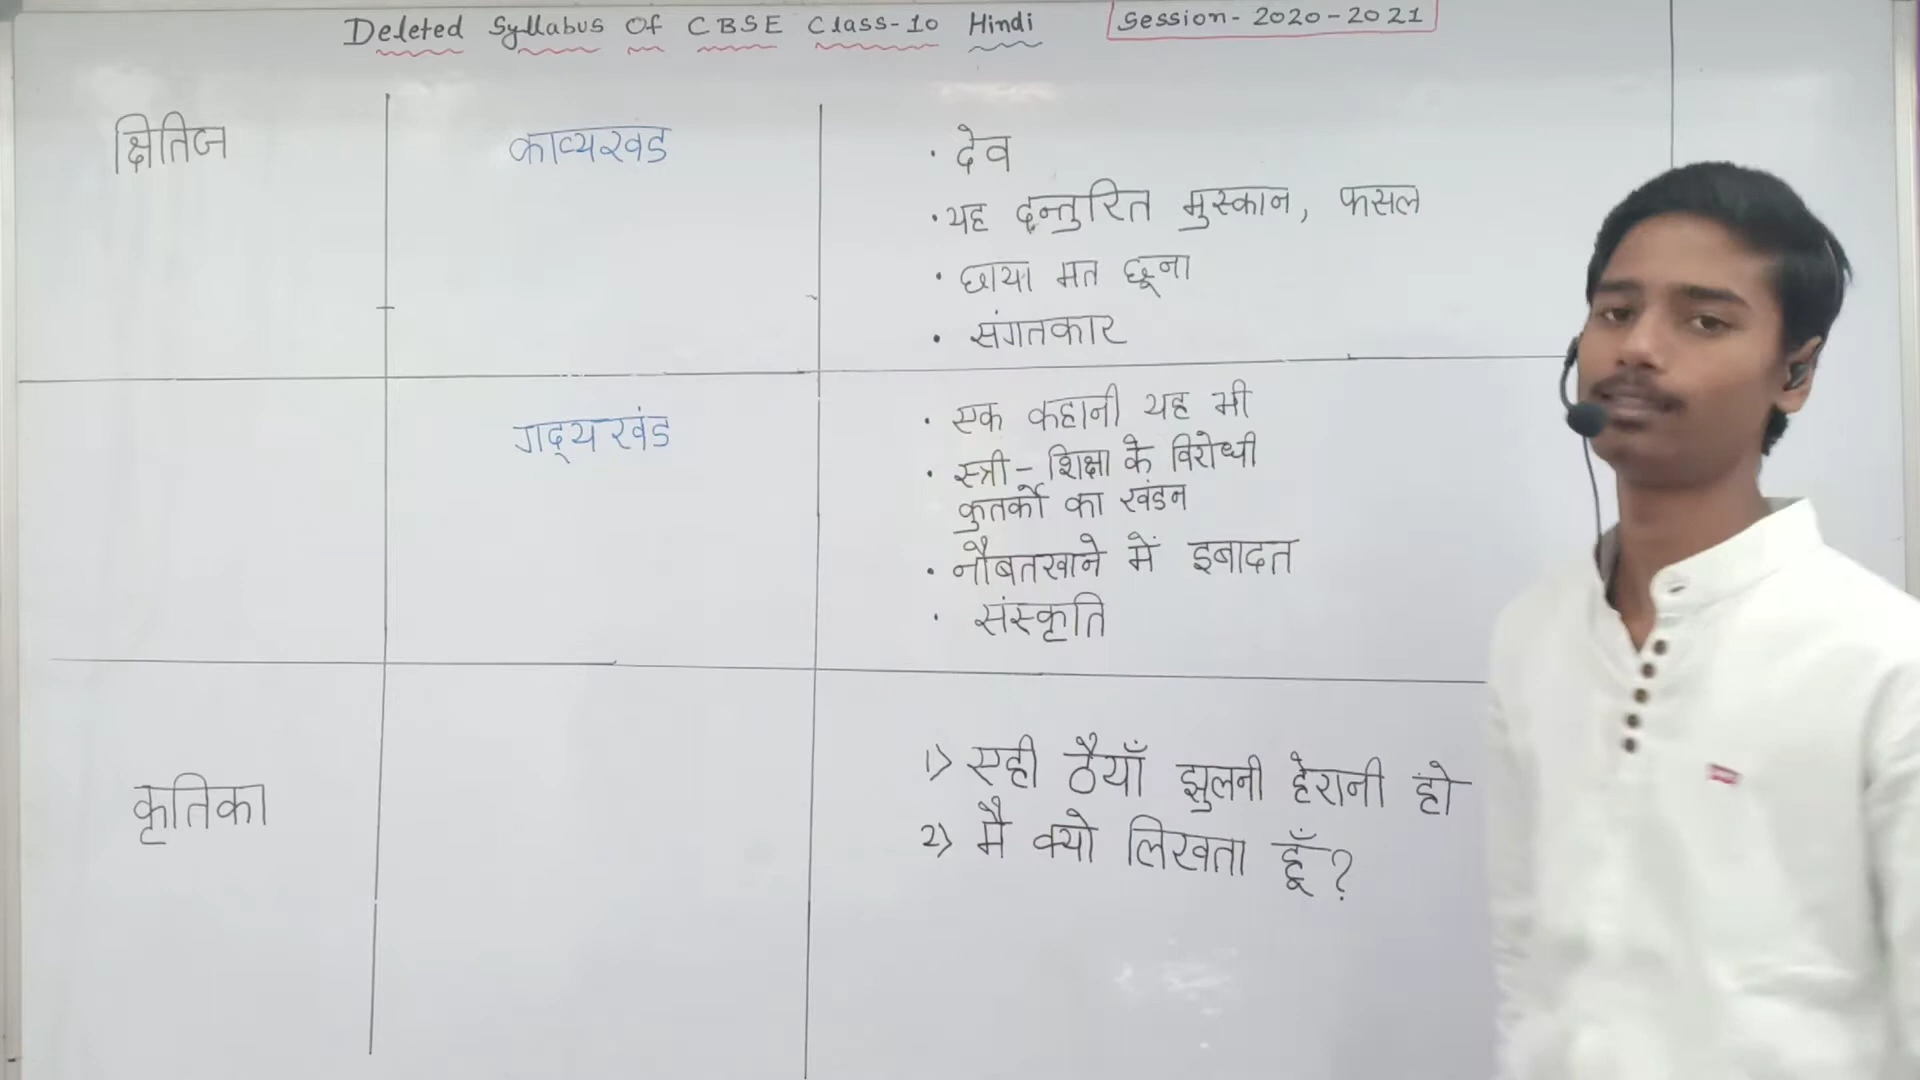 Deleted Syllabus Of CBSE Class-10 Hindi Session-2020-2021
क्षितिज
काव्यखंड
• देव
• यह दन्तुरित मुस्कान, फसल
• छाया मत छूना
• संगतकार
गद्यखंड
• एक कहानी यह भी
• स्त्री-शिक्षा के विरोधी
कुतर्को का खंडन
• नौबतखाने में इबादत
• संस्कृति
कृतिका
1) एही ठैयाँ झुलनी हेरानी हो
2) मै क्यो लिखता हूँ?